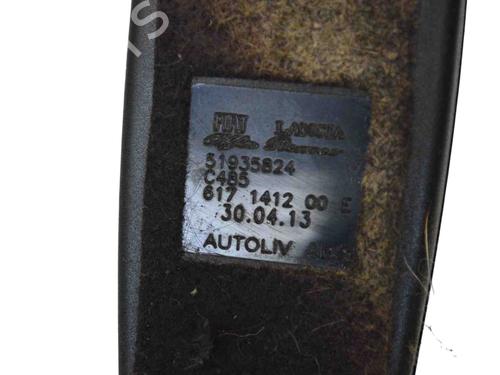 FIAT LANCIA
Alfa Romeo
51935824
C485
617 1412 00 E
30.04.13
AUTOLIV